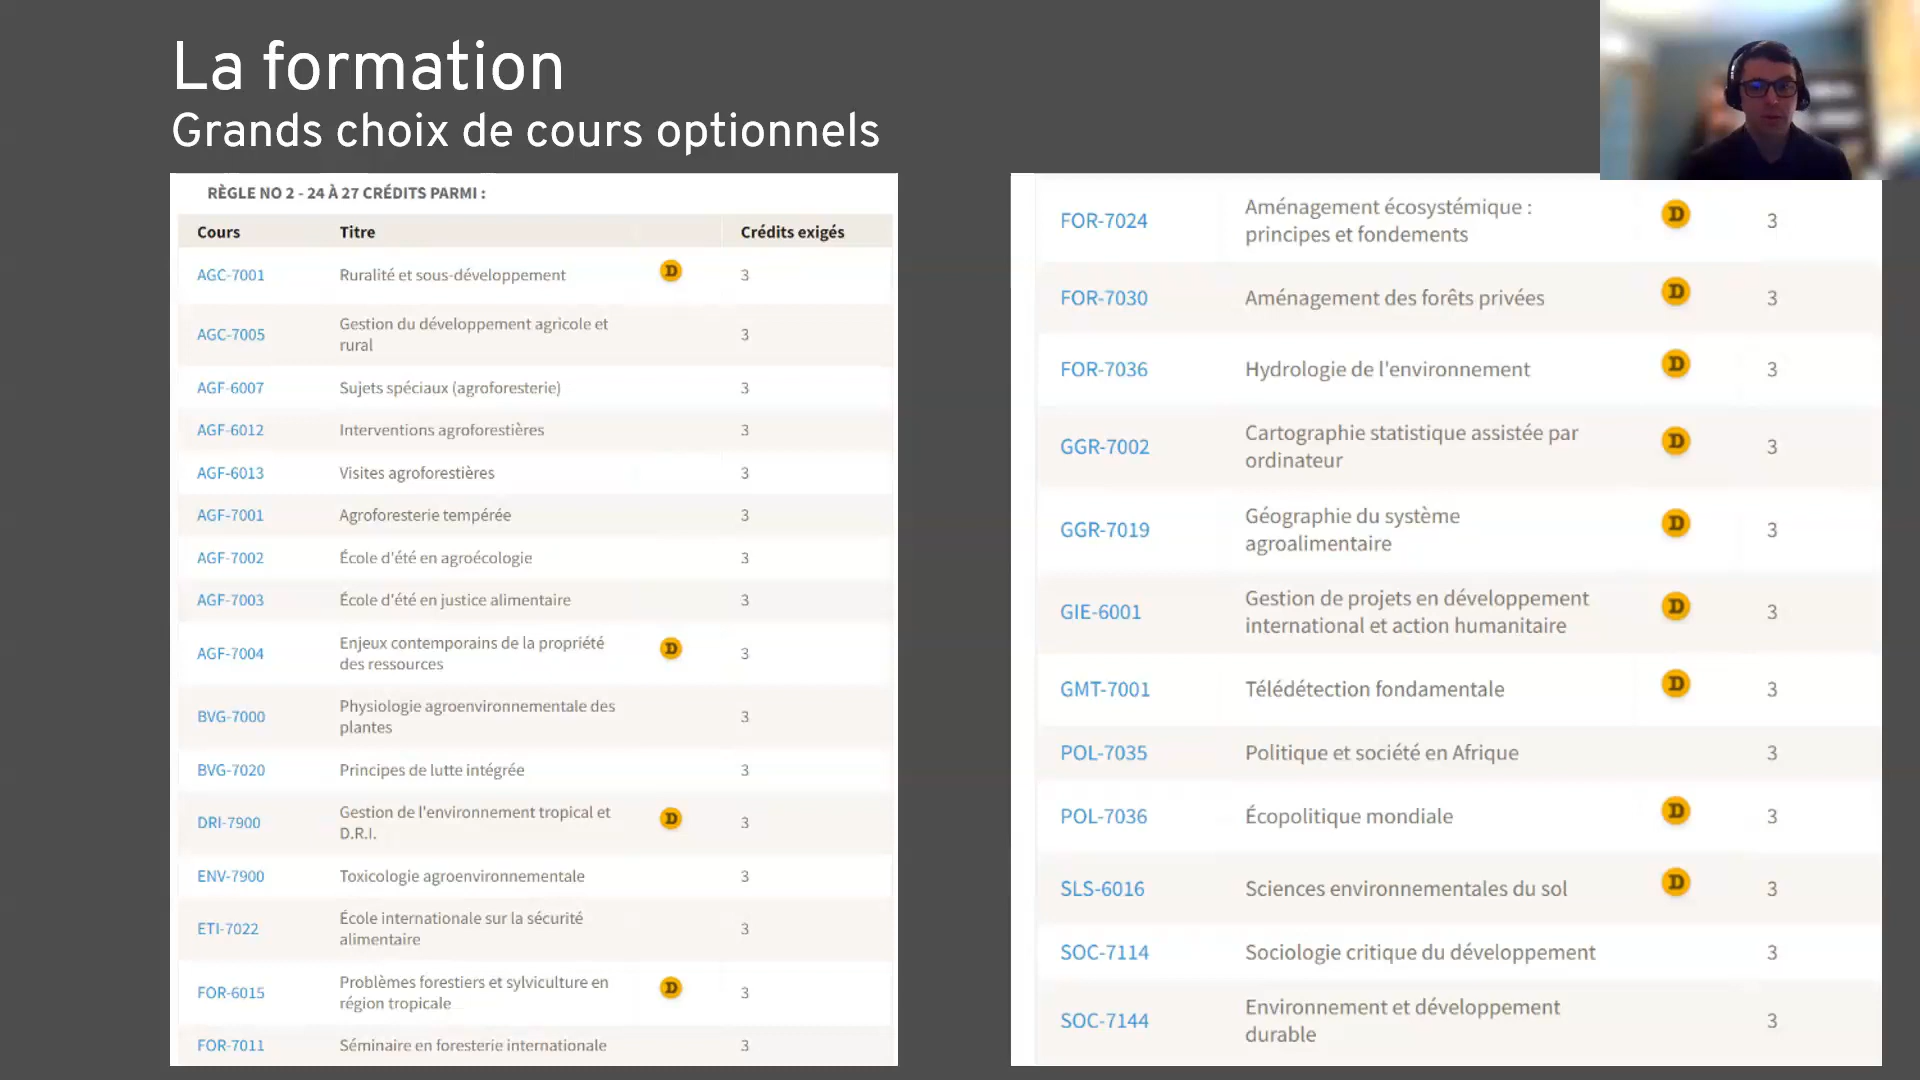 La formation
Grands choix de cours optionnels
RÈGLE NO 2 - 24 À 27 CRÉDITS PARMI :
Cours Titre Crédits exigés
AGC-7001 Ruralité et sous-développement D 3
AGC-7005 Gestion du développement agricole et
rural 3
AGF-6007 Sujets spéciaux (agroforesterie) 3
AGF-6012 Interventions agroforestières 3
AGF-6013 Visites agroforestières 3
AGF-7001 Agroforesterie tempérée 3
AGF-7002 École d'été en agroécologie 3
AGF-7003 École d'été en justice alimentaire 3
AGF-7004 Enjeux contemporains de la propriété
des ressources D 3
BVG-7000 Physiologie agroenvironnementale des
plantes 3
BVG-7020 Principes de lutte intégrée 3
DRI-7900 Gestion de l'environnement tropical et
D.R.I. D 3
ENV-7900 Toxicologie agroenvironnementale 3
ETI-7022 École internationale sur la sécurité
alimentaire 3
FOR-6015 Problèmes forestiers et sylviculture en
région tropicale D 3
FOR-7011 Séminaire en foresterie internationale 3
FOR-7024 Aménagement écosystémique :
principes et fondements D 3
FOR-7030 Aménagement des forêts privées D 3
FOR-7036 Hydrologie de l'environnement D 3
GGR-7002 Cartographie statistique assistée par
ordinateur D 3
GGR-7019 Géographie du système
agroalimentaire D 3
GIE-6001 Gestion de projets en développement
international et action humanitaire D 3
GMT-7001 Télédétection fondamentale D 3
POL-7035 Politique et société en Afrique 3
POL-7036 Écopolitique mondiale D 3
SLS-6016 Sciences environnementales du sol D 3
SOC-7114 Sociologie critique du développement 3
SOC-7144 Environnement et développement
durable 3